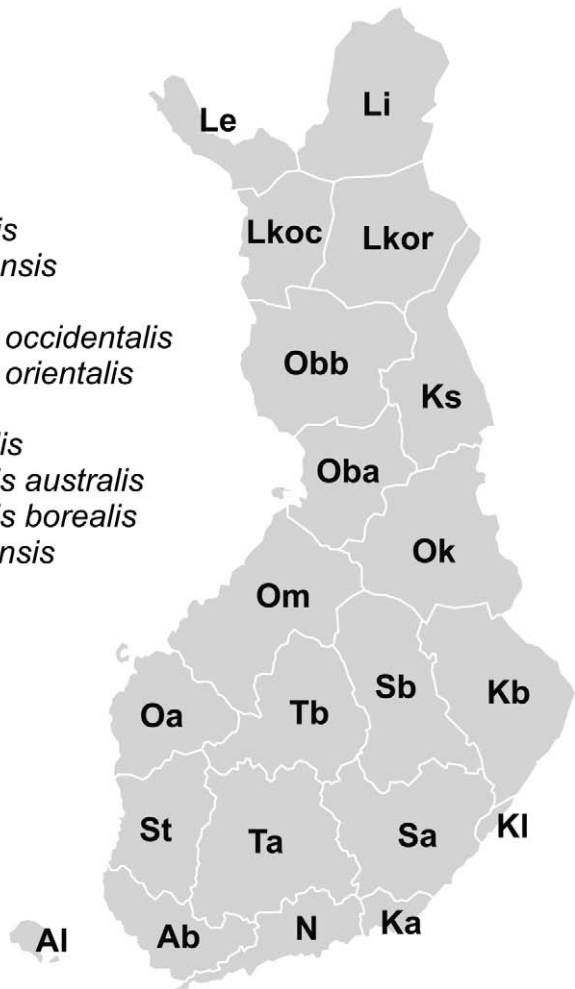 Le
Li
is
nsis
occidentalis
orientalis
lis
is australis
is borealis
nsis
Lkoc
Lkor
Obb
Ks
Oba
Ok
Om
Oa
Tb
Sb
Kb
St
Ta
Sa
Kl
Al
Ab
N
Ka